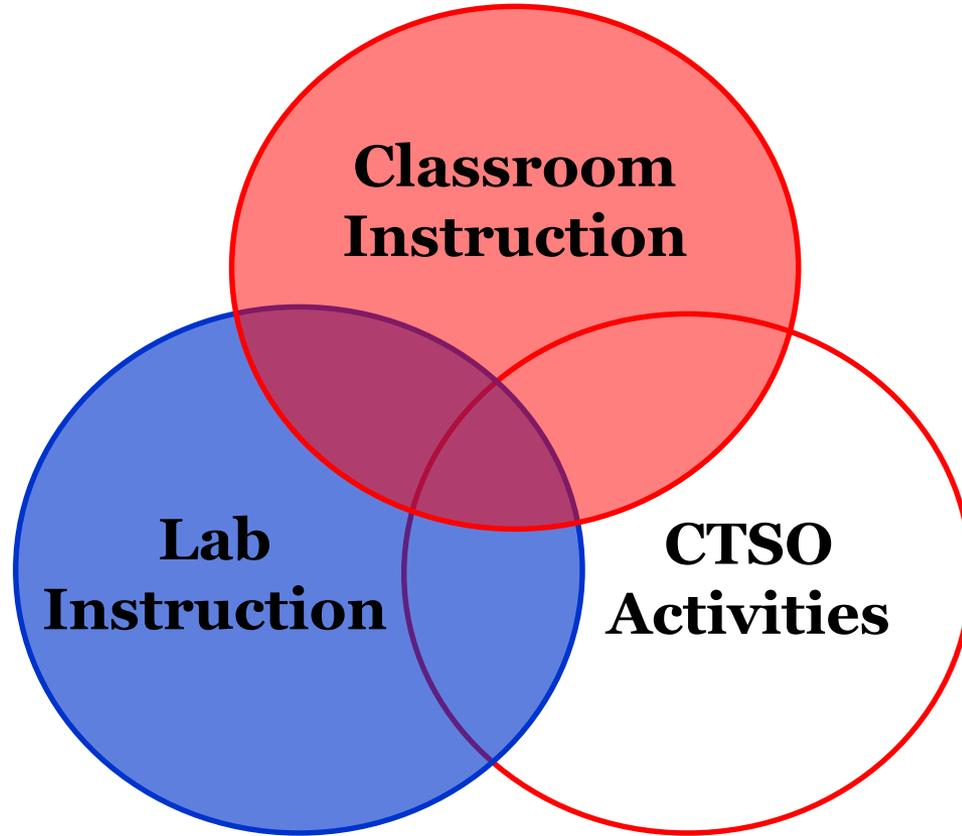 Classroom
Instruction
Lab
Instruction
CTSO
Activities